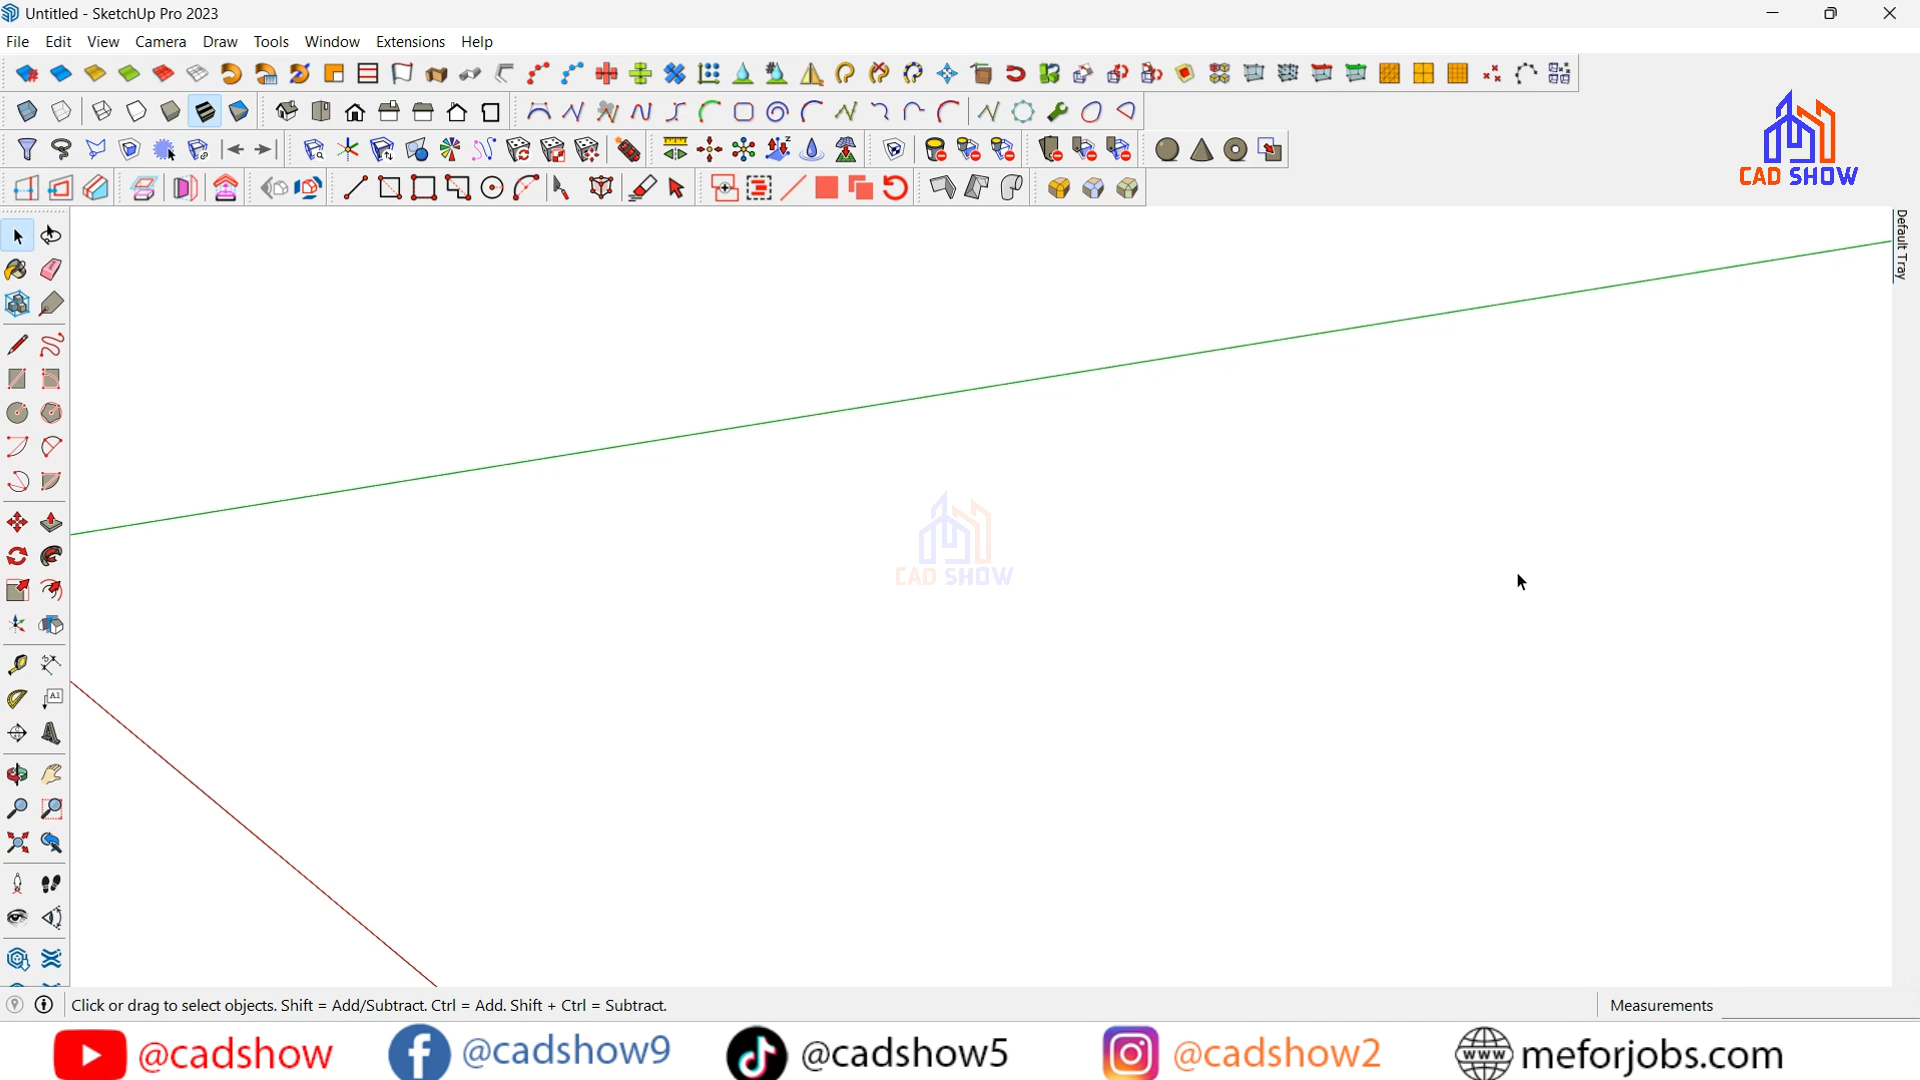 Untitled - SketchUp Pro 2023
File Edit View Camera Draw Tools Window Extensions Help
CAD SHOW
Default Tray
A1
CAD SHOW
Click or drag to select objects. Shift = Add/Subtract. Ctrl = Add. Shift + Ctrl = Subtract.
Measurements
@cadshow @cadshow9 @cadshow5 @cadshow2 www meforjobs.com